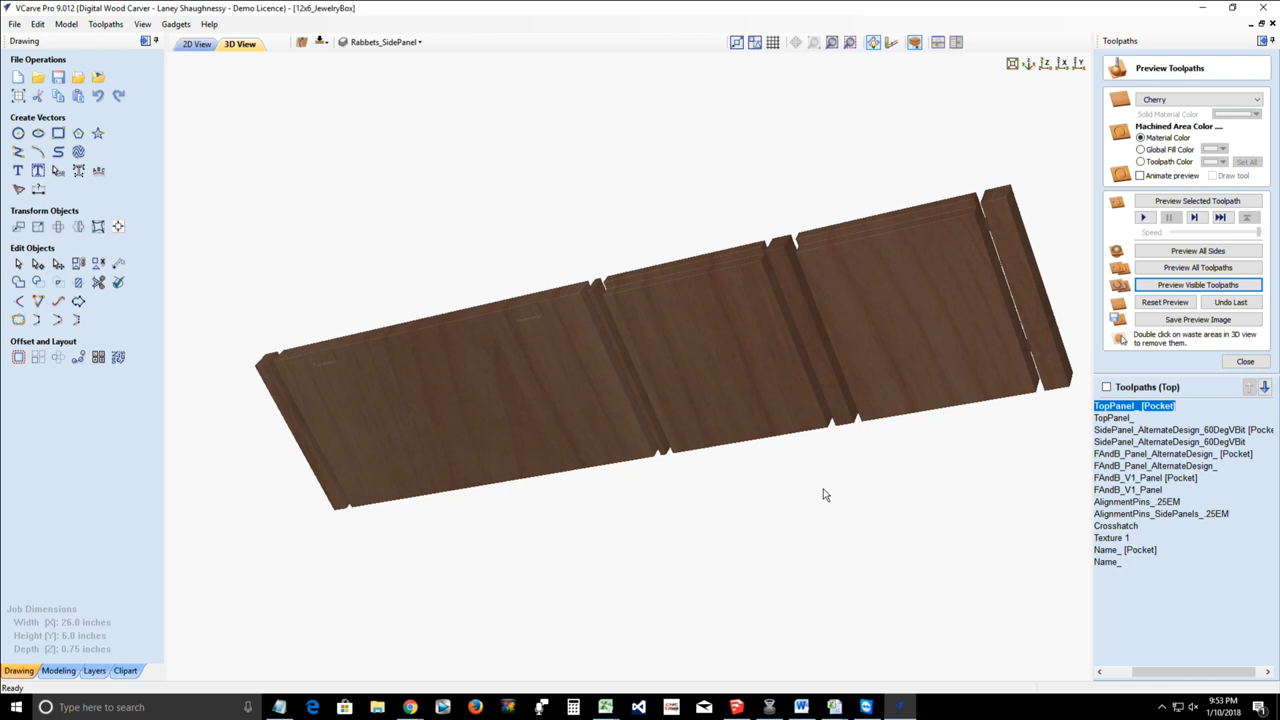 VCarve Pro 9.012 {Digital Wood Carver - Laney Shaughnessy - Demo Licence} - [12x6_JewelryBox]
File Edit Model Toolpaths View Gadgets Help
Drawing
2D View 3D View Rabbets_SidePanel
Toolpaths
File Operations
Create Vectors
Transform Objects
Edit Objects
Offset and Layout
Job Dimensions
Width (X): 26.0 inches
Height (Y): 6.0 inches
Depth (Z): 0.75 inches
Drawing Modeling Layers Clipart
Ready
Preview Toolpaths
Cherry
Solid Material Color
Machined Area Color ....
Material Color
Global Fill Color
Toolpath Color Set All
Animate preview Draw tool
Preview Selected Toolpath
Speed
Preview All Sides
Preview All Toolpaths
Preview Visible Toolpaths
Reset Preview Undo Last
Save Preview Image
Double click on waste areas in 3D view
to remove them.
Close
Toolpaths (Top)
TopPanel_ [Pocket]
TopPanel_
SidePanel_AlternateDesign_60DegVBit [Pocke
SidePanel_AlternateDesign_60DegVBit
FAndB_Panel_AlternateDesign_ [Pocket]
FAndB_Panel_AlternateDesign_
FAndB_V1_Panel [Pocket]
FAndB_V1_Panel
AlignmentPins_.25EM
AlignmentPins_SidePanels_.25EM
Crosshatch
Texture 1
Name_ [Pocket]
Name_
Type here to search
9:53 PM
1/10/2018